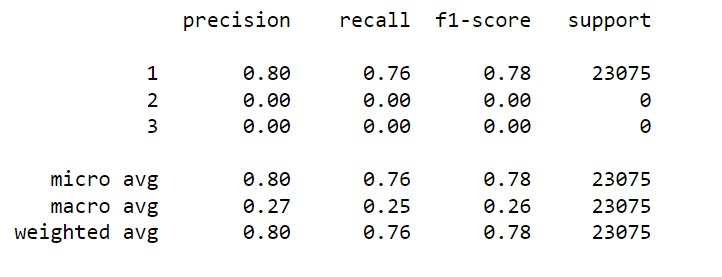 precision recall f1-score support
1 0.80 0.76 0.78 23075
2 0.00 0.00 0.00 0
3 0.00 0.00 0.00 0
micro avg 0.80 0.76 0.78 23075
macro avg 0.27 0.25 0.26 23075
weighted avg 0.80 0.76 0.78 23075